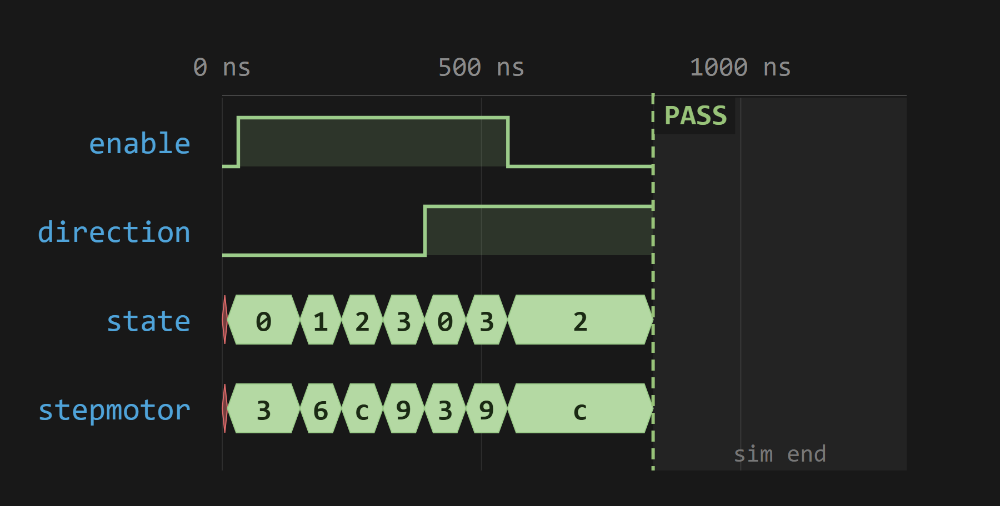 0 ns 500 ns 1000 ns
PASS
enable
direction
state 0 1 2 3 0 3 2
stepmotor 3 6 c 9 3 9 c
sim end